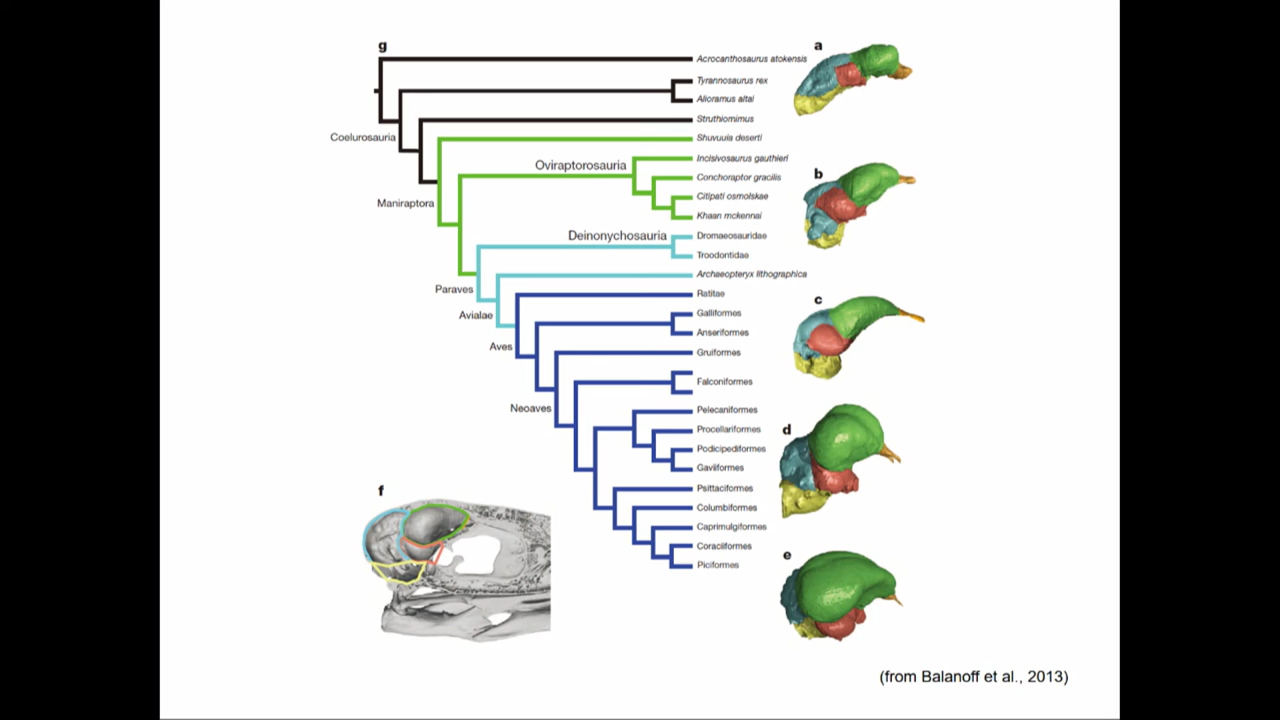 g
Acrocanthosaurus atokensis
a
Tyrannosaurus rex
Alioramus altai
Struthiomimus
Coelurosauria
Shuvuuia deserti
Incisivosaurus gauthieri
Oviraptorosauria
b
Conchoraptor gracilis
Citipati osmolskae
Maniraptora
Khaan mckennai
Deinonychosauria
Dromaeosauridae
Troodontidae
Archaeopteryx lithographica
Paraves
Ratitae
c
Avialae
Galliformes
Anseriformes
Aves
Gruiformes
Falconiformes
Neoaves
Pelecaniformes
Procellariformes
d
Podicipediformes
Gaviiformes
f
Psittaciformes
Columbiformes
Caprimulgiformes
Coraciiformes
e
Piciformes
(from Balanoff et al., 2013)